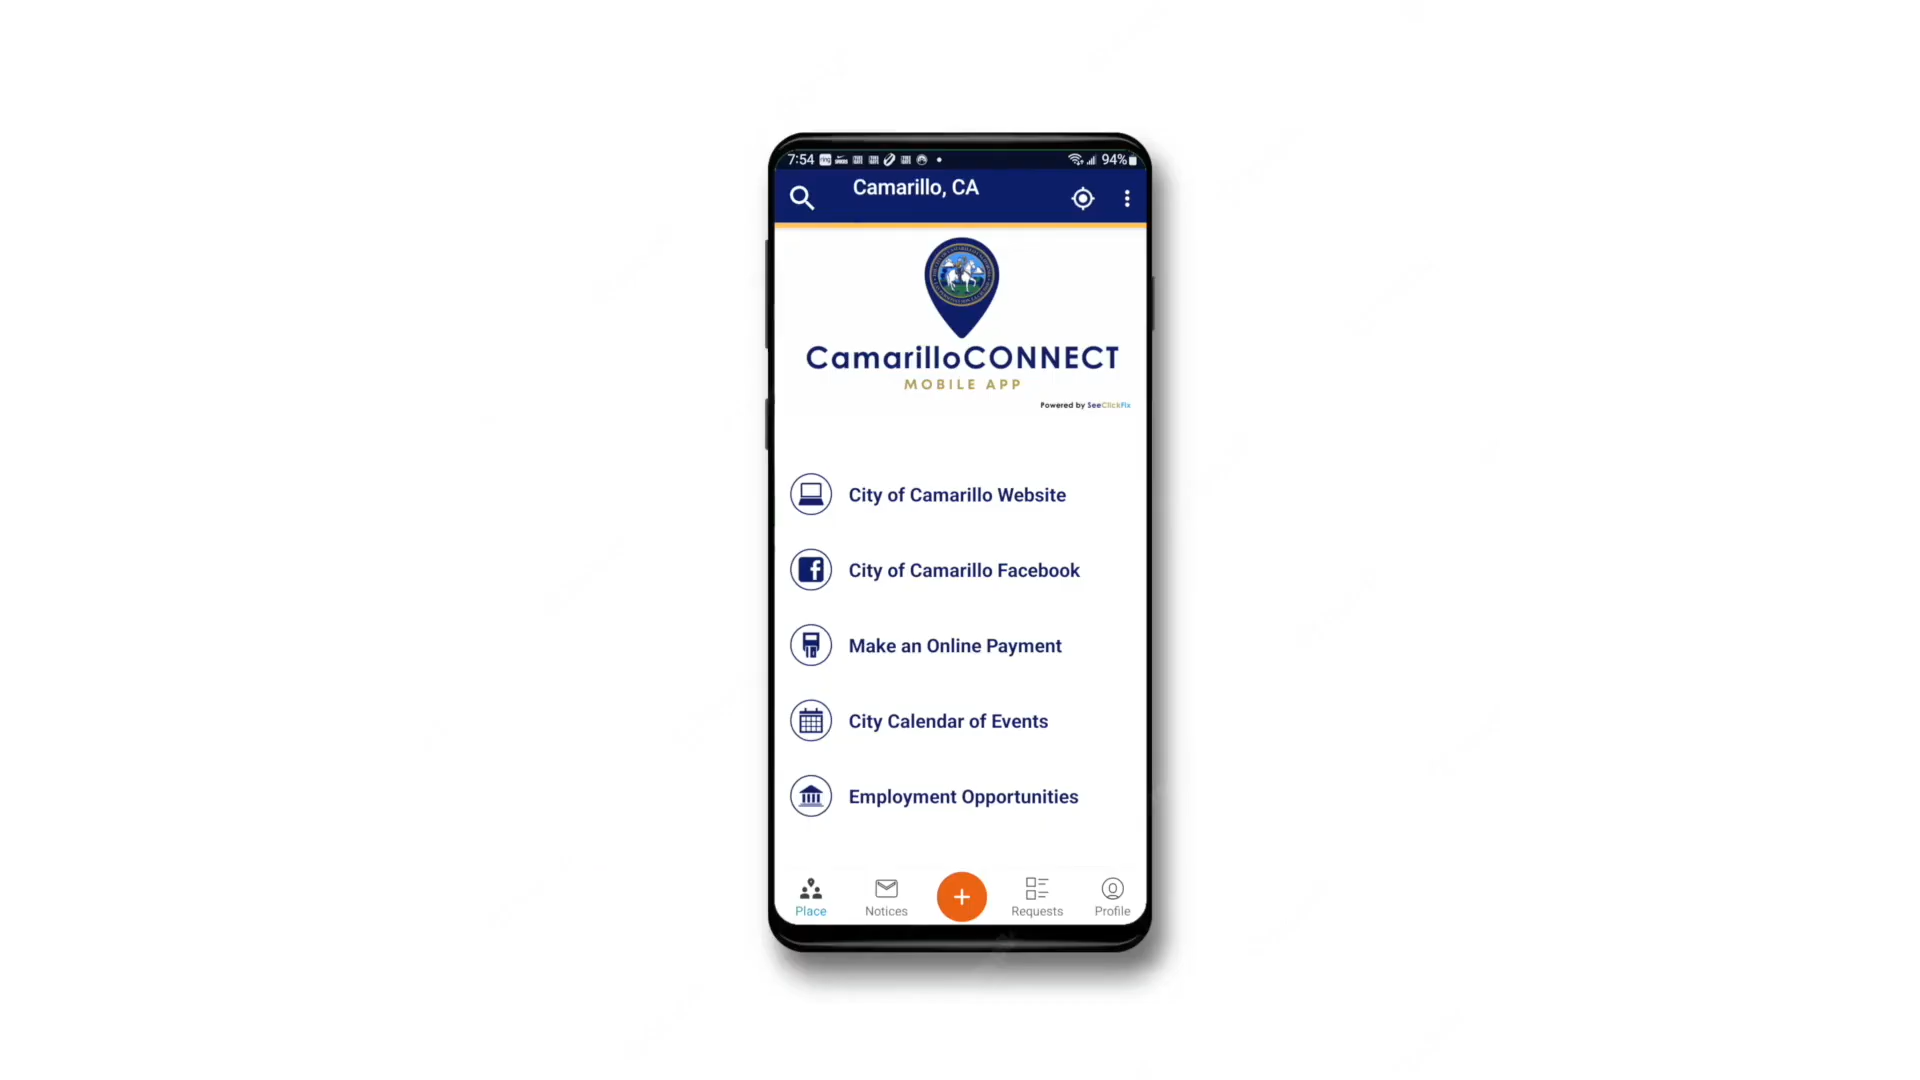 7:54
94%
Camarillo, CA
CamarilloCONNECT
MOBILE APP
Powered by SeeClickFix
City of Camarillo Website
City of Camarillo Facebook
Make an Online Payment
City Calendar of Events
Employment Opportunities
Place
Notices
Requests
Profile